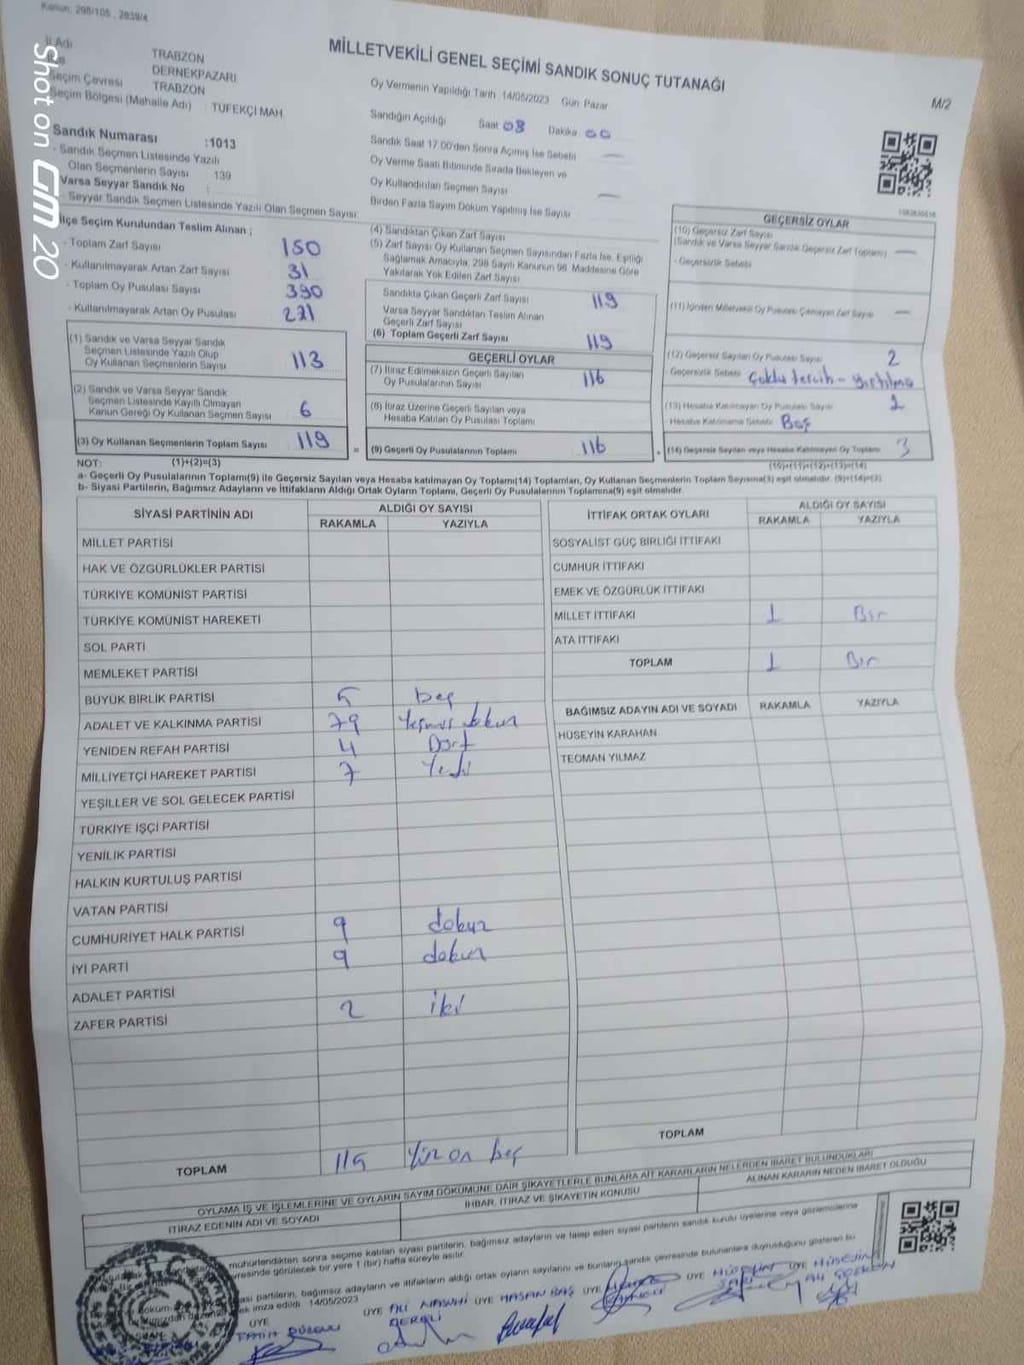 Kanun: 298/105, 2839/4
Shot on GM 20
MİLLETVEKİLİ GENEL SEÇİMİ SANDIK SONUÇ TUTANAĞI
M/2
İl Adı TRABZON
DERNEKPAZARI
Seçim Çevresi TRABZON
Seçim Bölgesi (Mahalle Adı) : TÜFEKÇİ MAH.
Sandık Numarası :1013
- Sandık Seçmen Listesinde Yazılı
Olan Seçmenlerin Sayısı 139
Varsa Seyyar Sandık No :
- Seyyar Sandık Seçmen Listesinde Yazılı Olan Seçmen Sayısı
Oy Vermenin Yapıldığı Tarih 14/05/2023 Gün Pazar
Sandığın Açıldığı Saat 08 Dakika 00
Sandık Saat 17.00'den Sonra Açılmış İse Sebebi —
Oy Verme Saati Bitiminde Sırada Bekleyen ve
Oy Kullandırılan Seçmen Sayısı —
Birden Fazla Sayım Döküm Yapılmış İse Sayısı
İlçe Seçim Kurulundan Teslim Alınan ;
- Toplam Zarf Sayısı 150
- Kullanılmayarak Artan Zarf Sayısı 31
- Toplam Oy Pusulası Sayısı 390
- Kullanılmayarak Artan Oy Pusulası 271
(1) Sandık ve Varsa Seyyar Sandık
Seçmen Listesinde Yazılı Olup
Oy Kullanan Seçmenlerin Sayısı 113
(2) Sandık ve Varsa Seyyar Sandık
Seçmen Listesinde Kayıtlı Olmayan
Kanun Gereği Oy Kullanan Seçmen Sayısı 6
(3) Oy Kullanan Seçmenlerin Toplam Sayısı 119
(4) Sandıktan Çıkan Zarf Sayısı
(5) Zarf Sayısı Oy Kullanan Seçmen Sayısından Fazla İse, Eşitliği
Sağlamak Amacıyla, 298 Sayılı Kanunun 98. Maddesine Göre
Yakılarak Yok Edilen Zarf Sayısı
Sandıkta Çıkan Geçerli Zarf Sayısı 119
Varsa Seyyar Sandıktan Teslim Alınan
Geçerli Zarf Sayısı
(6) Toplam Geçerli Zarf Sayısı 119
GEÇERLİ OYLAR
(7) İtiraz Edilmeksizin Geçerli Sayılan
Oy Pusulalarının Sayısı 116
(8) İtiraz Üzerine Geçerli Sayılan veya
Hesaba Katılan Oy Pusulası Toplamı
= (9) Geçerli Oy Pusulalarının Toplamı 116
GEÇERSİZ OYLAR
(10) Geçersiz Zarf Sayısı
(Sandık ve Varsa Seyyar Sandık Geçersiz Zarf Toplamı) —
- Geçersizlik Sebebi
(11) İçinden Milletvekili Oy Pusulası Çıkmayan Zarf Sayısı —
(12) Geçersiz Sayılan Oy Pusulası Sayısı 2
Geçersizlik Sebebi Çoklu tercih - yırtılma
(13) Hesaba Katılmayan Oy Pusulası Sayısı
- Hesaba Katılmama Sebebi Boş
+ (14) Geçersiz Sayılan veya Hesaba Katılmayan Oy Toplamı 3
NOT: (1)+(2)=(3)
(10)+(11)+(12)+(13)=(14)
a- Geçerli Oy Pusulalarının Toplamı(9) ile Geçersiz Sayılan veya Hesaba katılmayan Oy Toplamı(14) Toplamları, Oy Kullanan Seçmenlerin Toplam Sayısına(3) eşit olmalıdır. (9)+(14)=(3)
b- Siyasi Partilerin, Bağımsız Adayların ve İttifakların Aldığı Ortak Oyların Toplamı, Geçerli Oy Pusulalarının Toplamına(9) eşit olmalıdır.
SİYASİ PARTİNİN ADI ALDIĞI OY SAYISI
RAKAMLA YAZIYLA
MİLLET PARTİSİ
HAK VE ÖZGÜRLÜKLER PARTİSİ
TÜRKİYE KOMÜNİST PARTİSİ
TÜRKİYE KOMÜNİST HAREKETİ
SOL PARTİ
MEMLEKET PARTİSİ
BÜYÜK BİRLİK PARTİSİ 5 beş
ADALET VE KALKINMA PARTİSİ 79 Yetmiş dokuz
YENİDEN REFAH PARTİSİ 4 Dört
MİLLİYETÇİ HAREKET PARTİSİ 7 Yedi
YEŞİLLER VE SOL GELECEK PARTİSİ
TÜRKİYE İŞÇİ PARTİSİ
YENİLİK PARTİSİ
HALKIN KURTULUŞ PARTİSİ
VATAN PARTİSİ
CUMHURİYET HALK PARTİSİ 9 dokuz
İYİ PARTİ 9 dokuz
ADALET PARTİSİ
ZAFER PARTİSİ 2 iki
TOPLAM 115 Yüz on beş
İTTİFAK ORTAK OYLARI ALDIĞI OY SAYISI
RAKAMLA YAZIYLA
SOSYALİST GÜÇ BİRLİĞİ İTTİFAKI
CUMHUR İTTİFAKI
EMEK VE ÖZGÜRLÜK İTTİFAKI
MİLLET İTTİFAKI 1 Bir
ATA İTTİFAKI
TOPLAM 1 Bir
BAĞIMSIZ ADAYIN ADI VE SOYADI RAKAMLA YAZIYLA
HÜSEYİN KARAHAN
TEOMAN YILMAZ
TOPLAM
OYLAMA İŞ VE İŞLEMLERİNE VE OYLARIN SAYIM DÖKÜMÜNE DAİR ŞİKAYETLERLE BUNLARA AİT KARARLARIN NELERDEN İBARET BULUNDUKLARI
İTİRAZ EDENİN ADI VE SOYADI
İHBAR, İTİRAZ VE ŞİKAYETİN KONUSU
ALINAN KARARIN NEDEN İBARET OLDUĞU
mühürlendikten sonra seçime katılan siyasi partilerin, bağımsız adayların ve talep eden siyasi partilerin sandık kurulu üyelerine veya gözlemcilerine
resinde görülecek bir yere 1 (bir) hafta süreyle asılır.
asi partilerin, bağımsız adayların ve ittifakların aldığı ortak oyların sayılarını ve bunların sandık çevresinde bulunanlara duyrulduğunu gösteren bu
ek imza edildi. 14/05/2023
ÜYE ÜYE ALİ ÜYE HASAN BAŞ ÜYE ÜYE ÜYE HÜSEYİN
FATİH